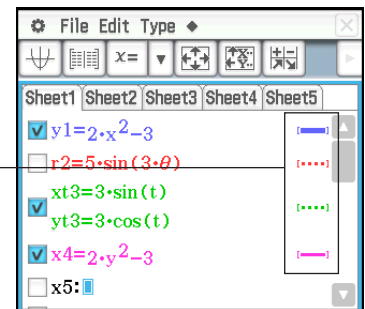 File Edit Type
x=
Sheet1 Sheet2 Sheet3 Sheet4 Sheet5
y1=2·x²−3
r2=5·sin(3·θ)
xt3=3·sin(t)
yt3=3·cos(t)
x4=2·y²−3
x5: